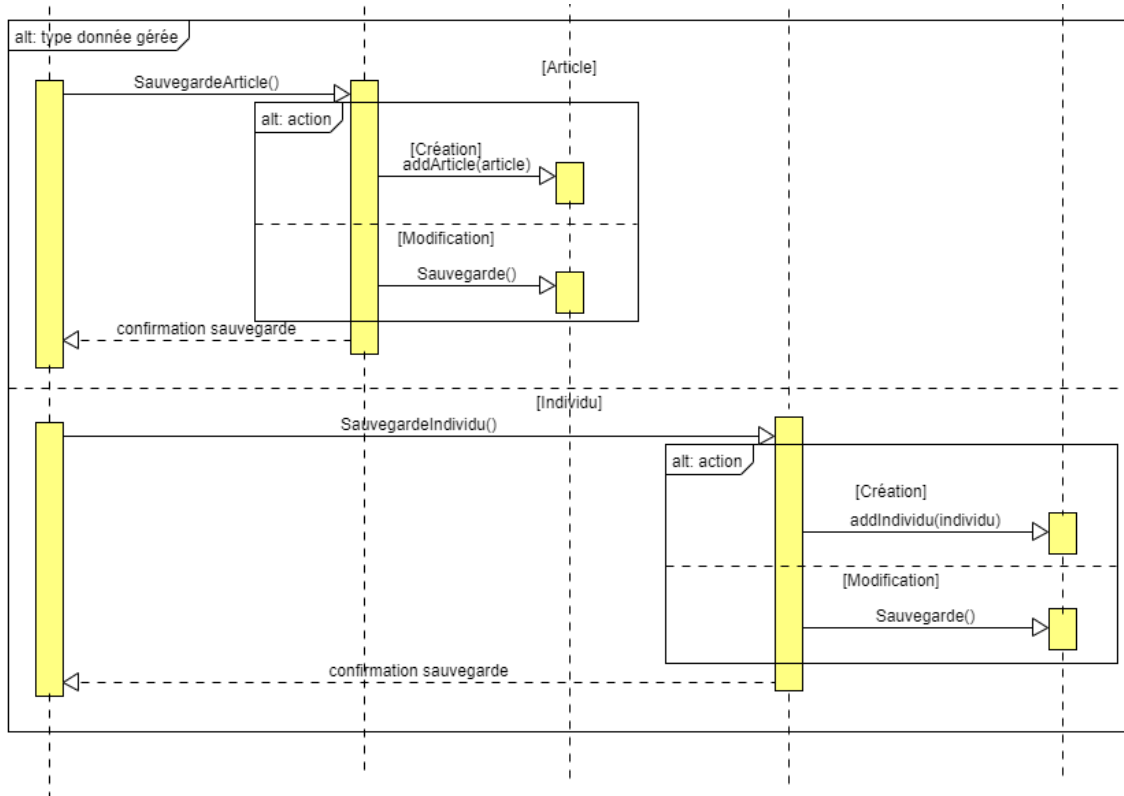 alt: type donnée gérée
[Article]
SauvegardeArticle()
alt: action
[Création]
addArticle(article)
[Modification]
Sauvegarde()
confirmation sauvegarde
[Individu]
SauvegardeIndividu()
alt: action
[Création]
addIndividu(individu)
[Modification]
Sauvegarde()
confirmation sauvegarde